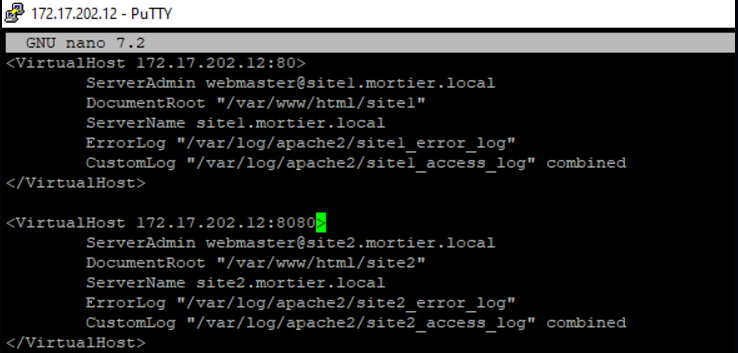 172.17.202.12 - PuTTY
GNU nano 7.2
<VirtualHost 172.17.202.12:80>
ServerAdmin webmaster@site1.mortier.local
DocumentRoot "/var/www/html/site1"
ServerName site1.mortier.local
ErrorLog "/var/log/apache2/site1_error_log"
CustomLog "/var/log/apache2/site1_access_log" combined
</VirtualHost>
<VirtualHost 172.17.202.12:8080>
ServerAdmin webmaster@site2.mortier.local
DocumentRoot "/var/www/html/site2"
ServerName site2.mortier.local
ErrorLog "/var/log/apache2/site2_error_log"
CustomLog "/var/log/apache2/site2_access_log" combined
</VirtualHost>